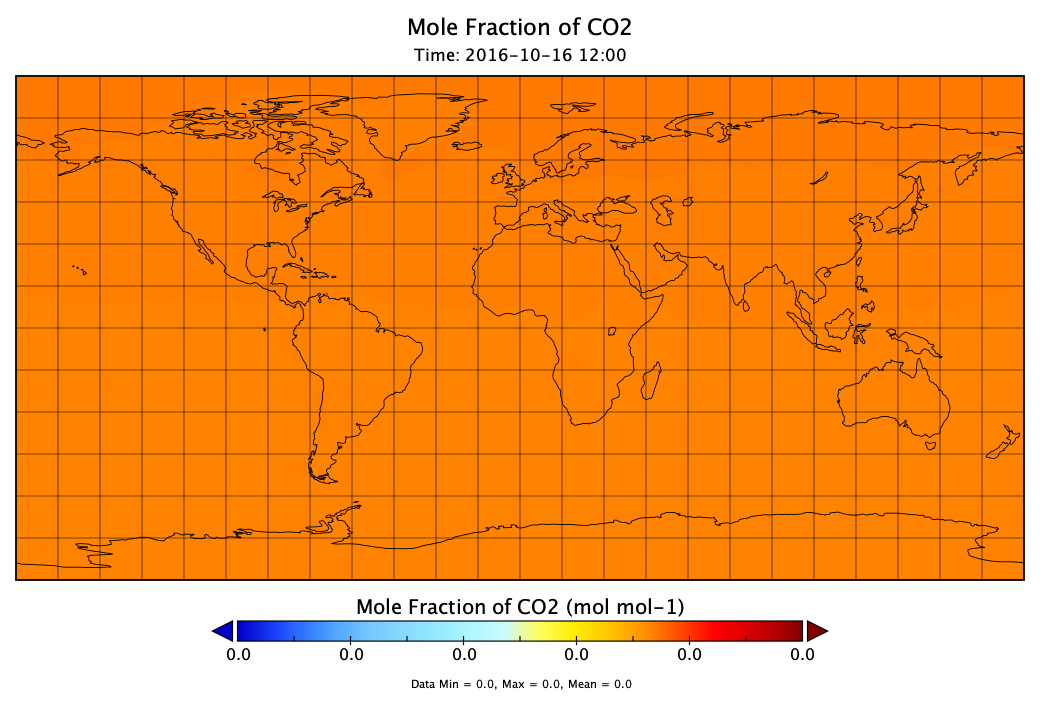 Mole Fraction of CO2
Time: 2016-10-16 12:00
Mole Fraction of CO2 (mol mol-1)
0.0 0.0 0.0 0.0 0.0 0.0
Data Min = 0.0, Max = 0.0, Mean = 0.0